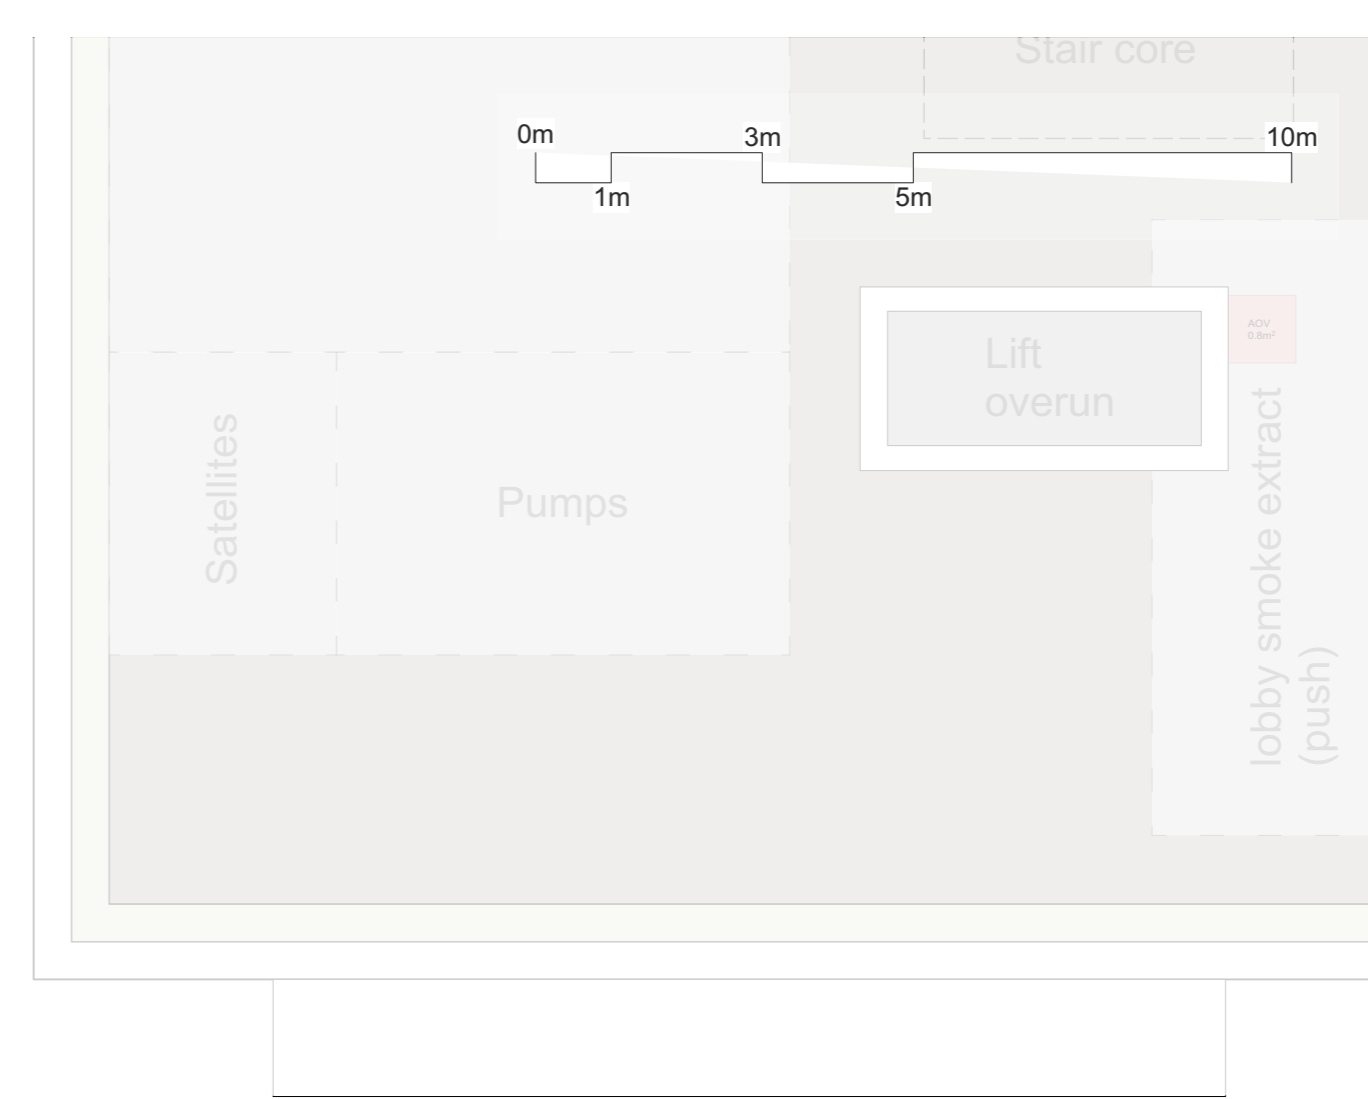 Stair core
0m
3m
10m
1m
5m
AOV
0.8m²
Lift
overun
Satellites
Pumps
lobby smoke extract
(push)